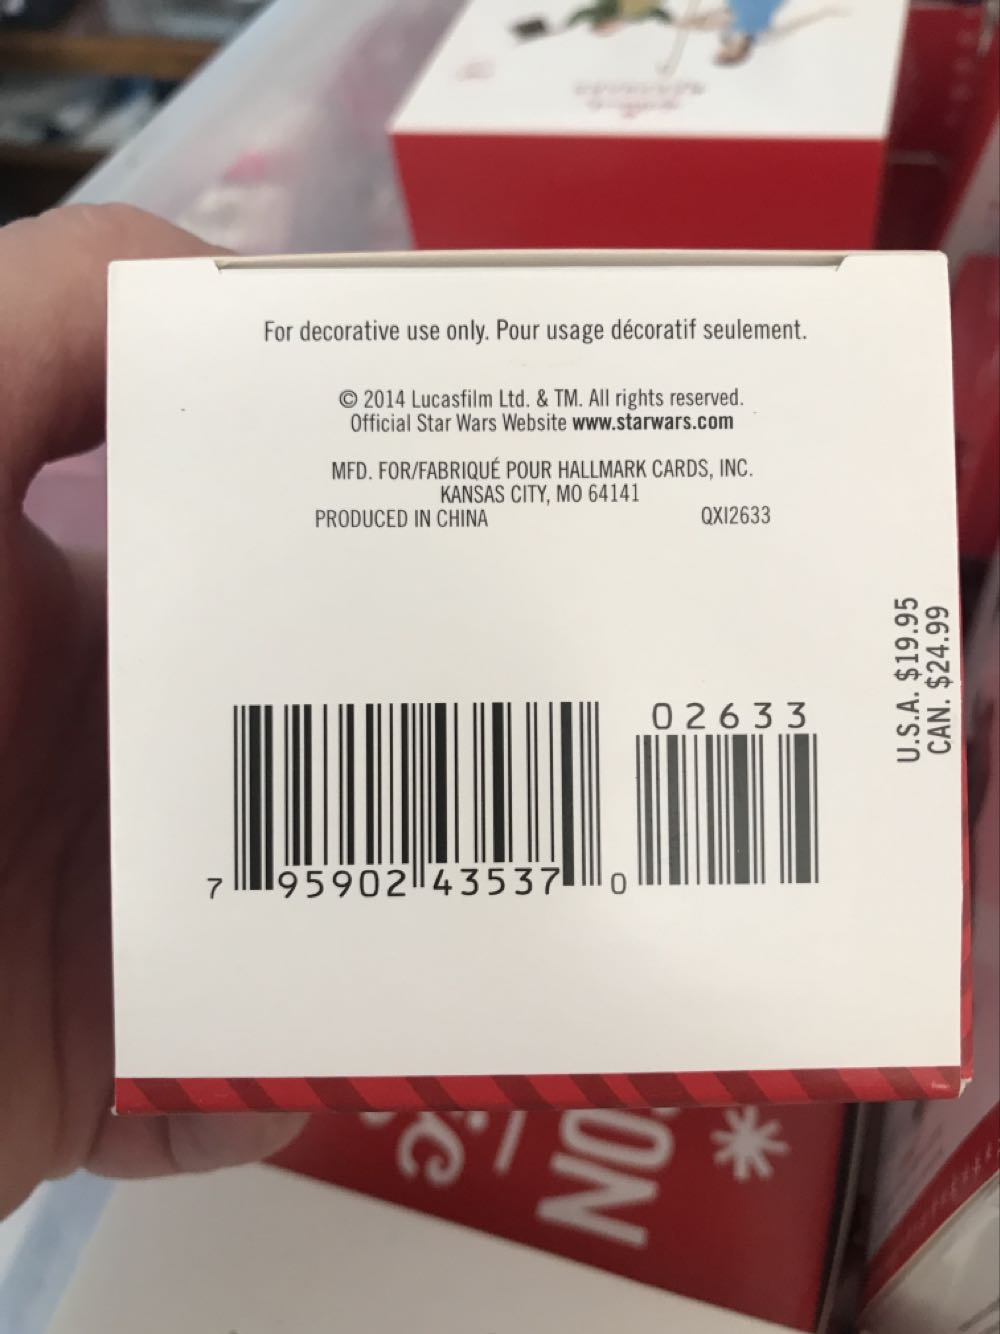 For decorative use only. Pour usage décoratif seulement.
© 2014 Lucasfilm Ltd. & TM. All rights reserved.
Official Star Wars Website www.starwars.com
MFD. FOR/FABRIQUÉ POUR HALLMARK CARDS, INC.
KANSAS CITY, MO 64141
PRODUCED IN CHINA QXI2633
U.S.A. $19.95
CAN. $24.99
02633
7 95902 43537 0